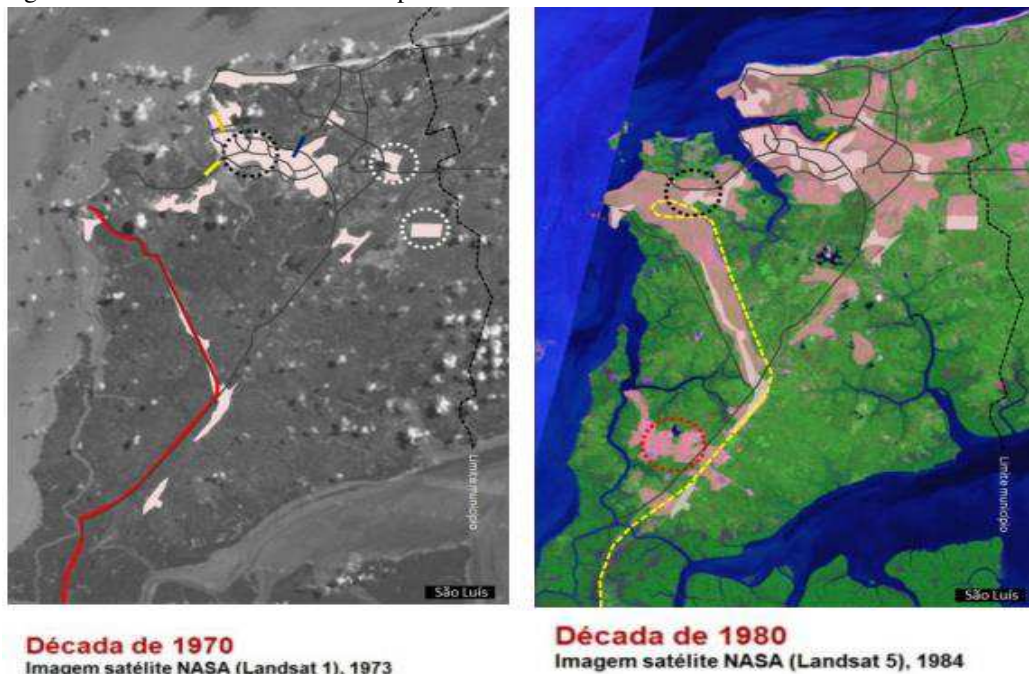 Limite município
São Luís
Década de 1970
Imagem satélite NASA (Landsat 1), 1973
Limite município
São Luís
Década de 1980
Imagem satélite NASA (Landsat 5), 1984